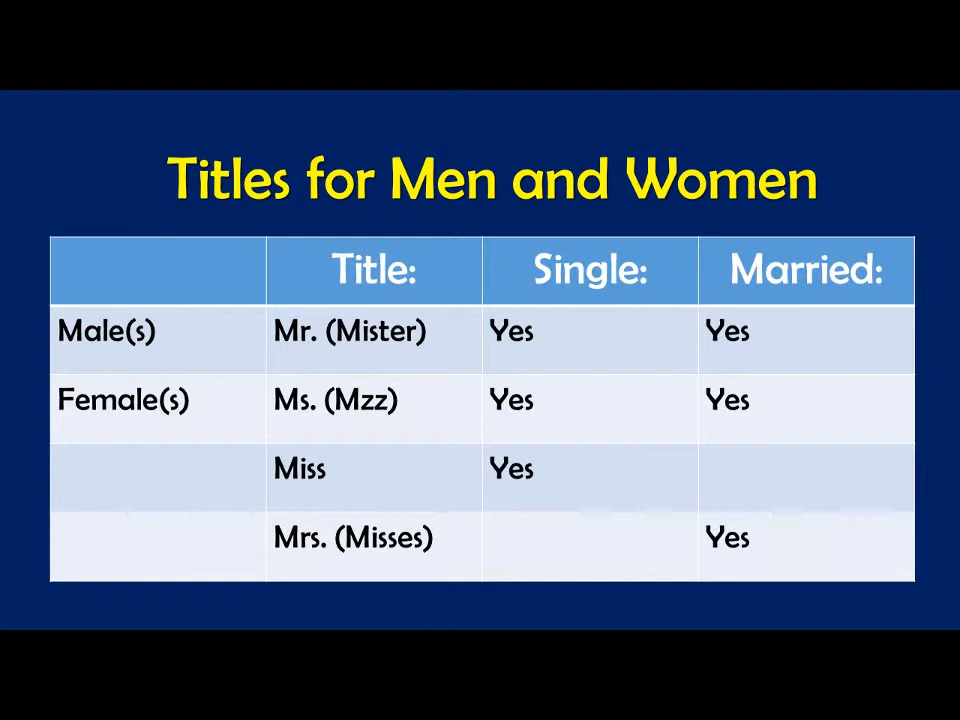 Titles for Men and Women
Title: Single: Married:
Male(s) Mr. (Mister) Yes Yes
Female(s) Ms. (Mzz) Yes Yes
Miss Yes
Mrs. (Misses) Yes